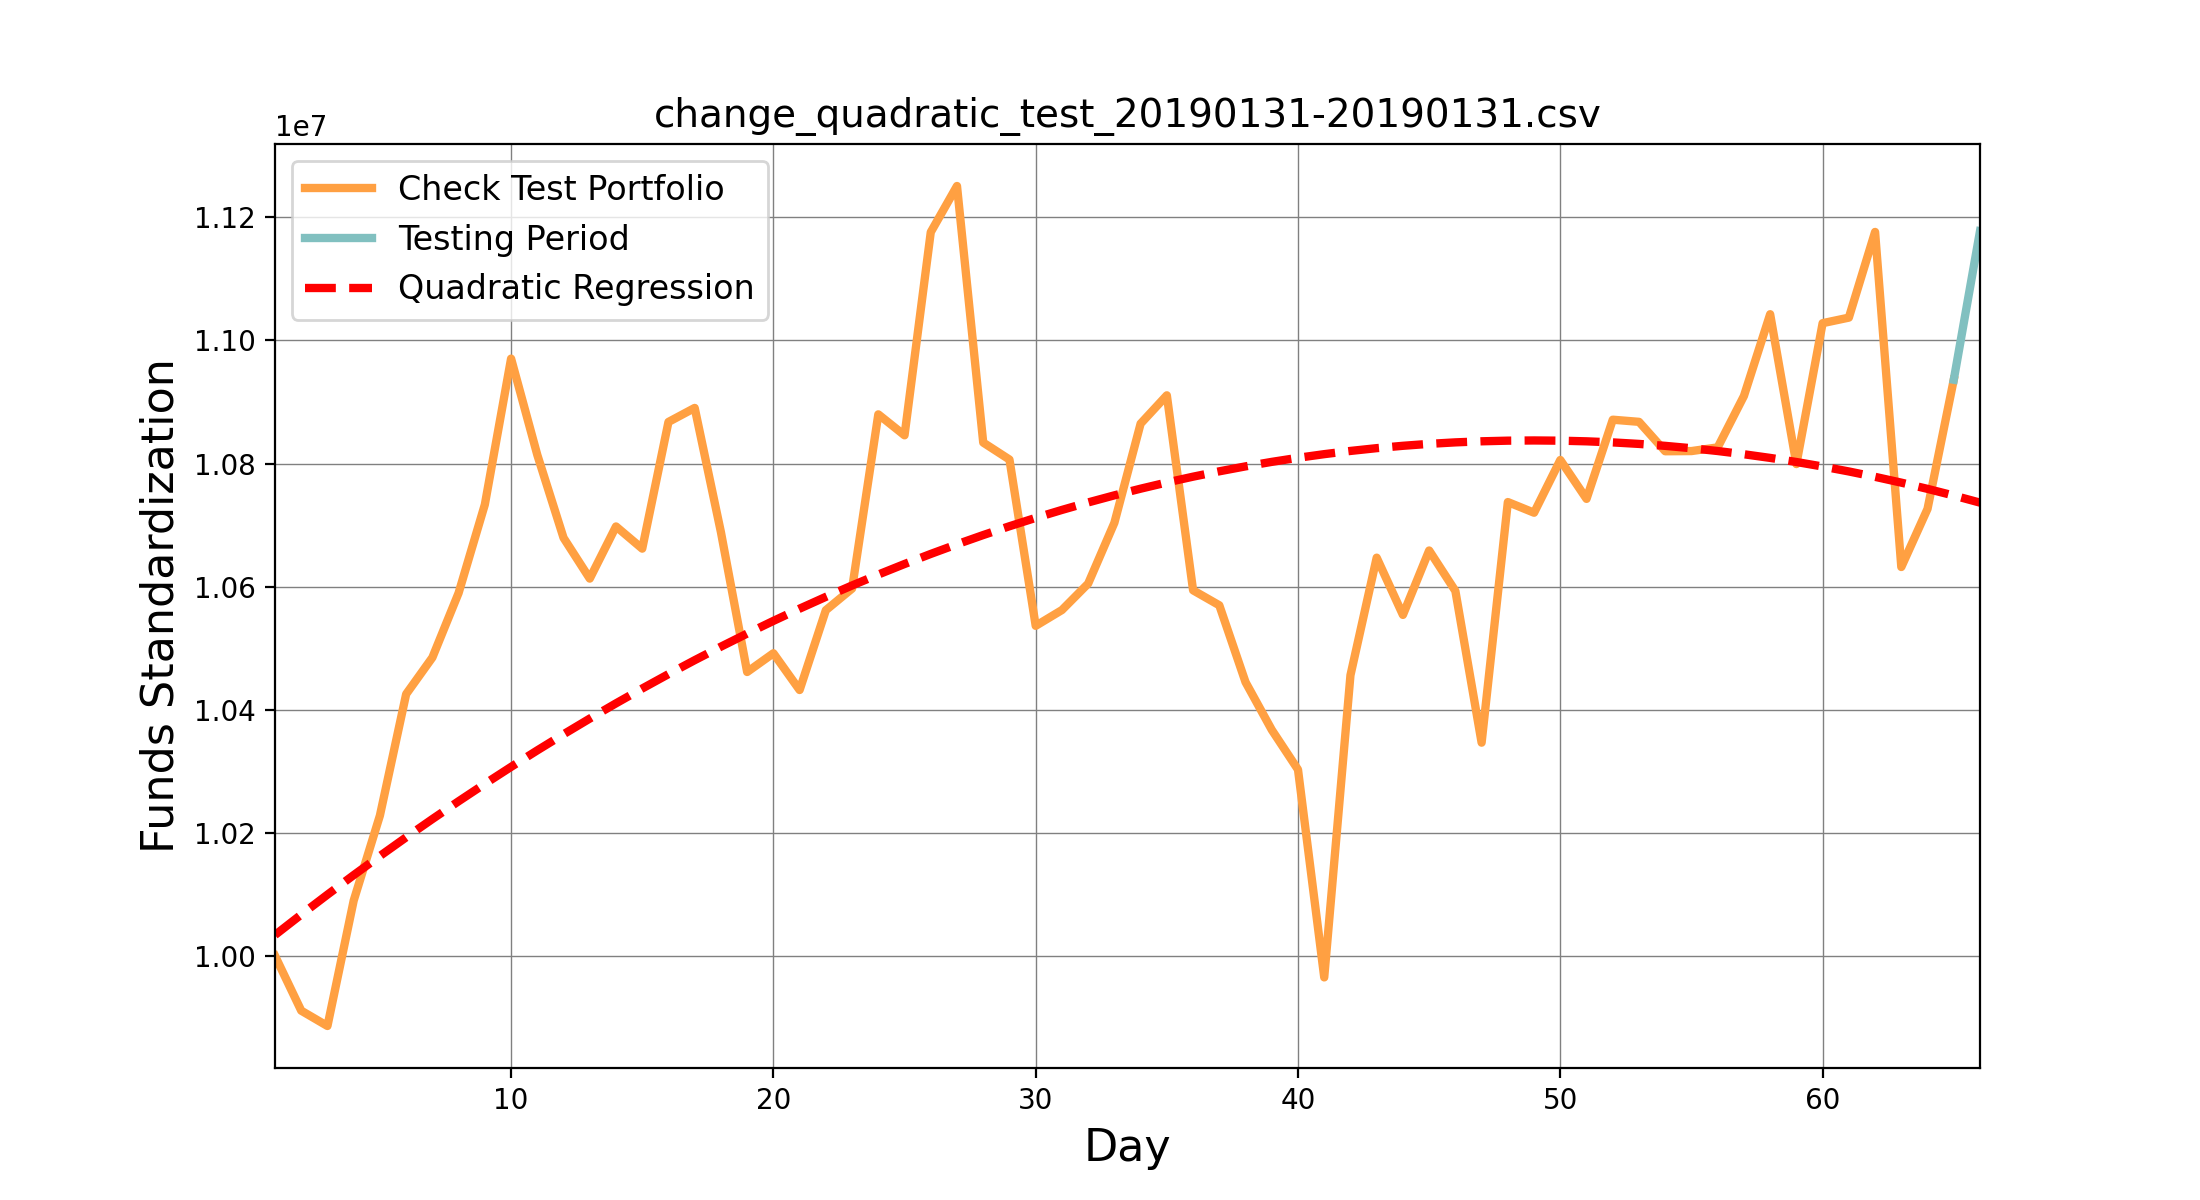 change_quadratic_test_20190131-20190131.csv
1e7
Check Test Portfolio
Testing Period
Quadratic Regression
Funds Standardization
1.12
1.10
1.08
1.06
1.04
1.02
1.00
10 20 30 40 50 60
Day